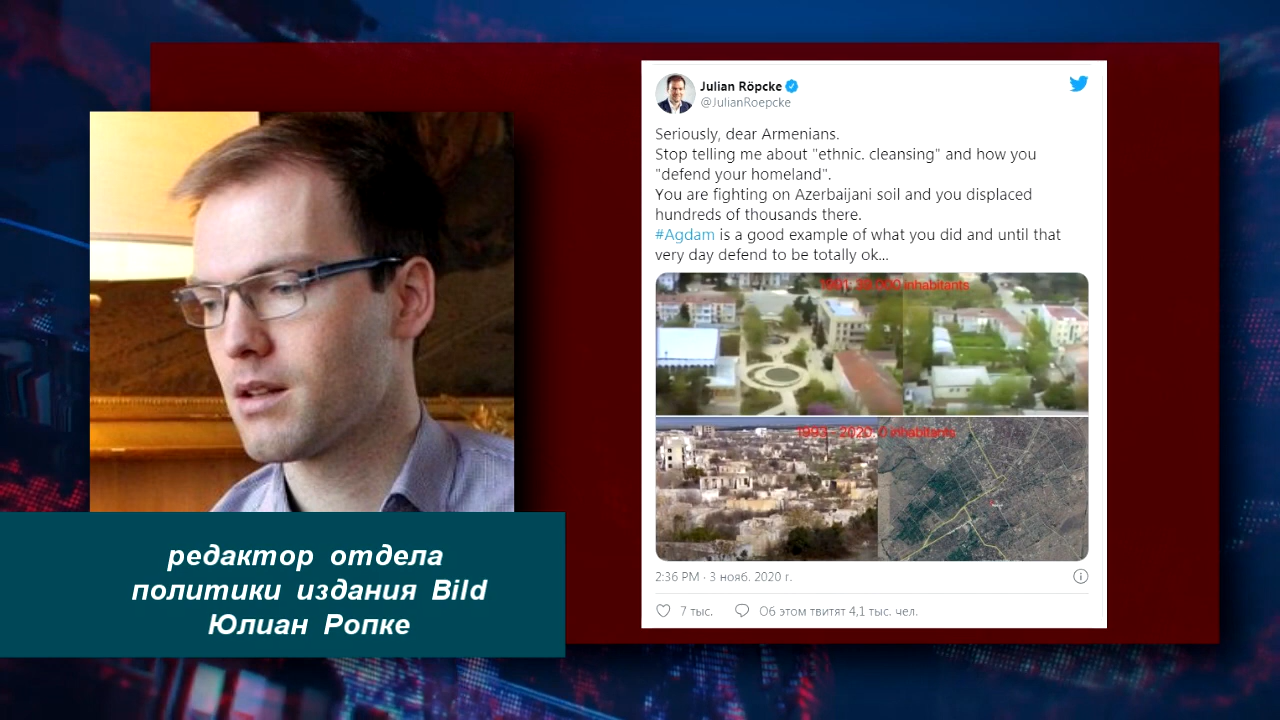 Julian Röpcke
@JulianRoepcke
Seriously, dear Armenians.
Stop telling me about "ethnic. cleansing" and how you
"defend your homeland".
You are fighting on Azerbaijani soil and you displaced
hundreds of thousands there.
#Agdam is a good example of what you did and until that
very day defend to be totally ok...
inhabitants
1993 - 2020: 0 inhabitants
2:36 PM · 3 нояб. 2020 г.
7 тыс. Об этом твитят 4,1 тыс. чел.
редактор отдела
политики издания Bild
Юлиан Ропке